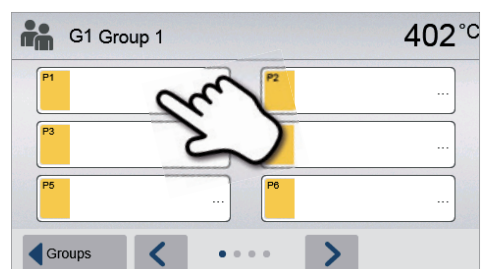 G1 Group 1 402°C
P1 P2 ...
P3 ...
P5 ... P6 ...
Groups